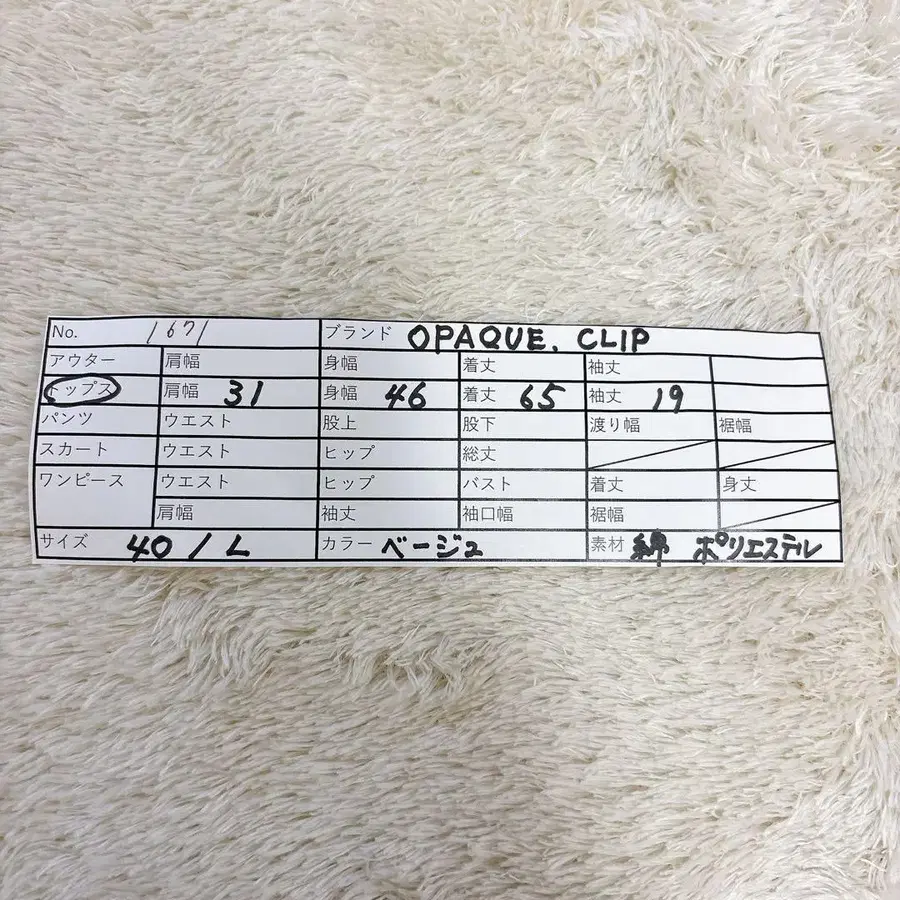 No. 1671 ブランド OPAQUE. CLIP
アウター 肩幅 身幅 着丈 袖丈
トップス 肩幅 31 身幅 46 着丈 65 袖丈 19
パンツ ウエスト 股上 股下 渡り幅 裾幅
スカート ウエスト ヒップ 総丈
ワンピース ウエスト ヒップ バスト 着丈 身丈
肩幅 袖丈 袖口幅 裾幅
サイズ 40 / L カラー ベージュ 素材 綿 ポリエステル